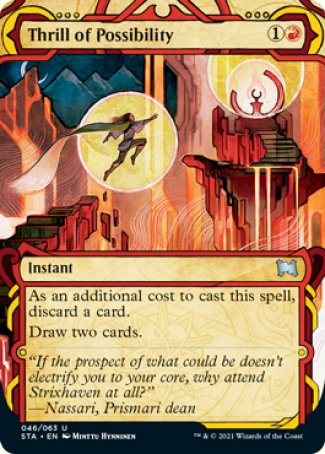 Thrill of Possibility 1
Instant
As an additional cost to cast this spell,
discard a card.
Draw two cards.
"If the prospect of what could be doesn't
electrify you to your core, why attend
Strixhaven at all?"
—Nassari, Prismari dean
046/063 U
STA • EN MINTTU HYNNINEN
™ & © 2021 Wizards of the Coast